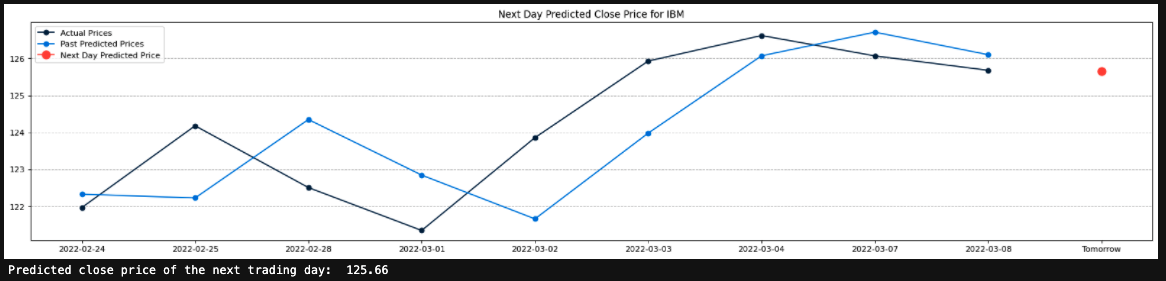 Next Day Predicted Close Price for IBM
Actual Prices
Past Predicted Prices
Next Day Predicted Price
126
125
124
123
122
2022-02-24 2022-02-25 2022-02-28 2022-03-01 2022-03-02 2022-03-03 2022-03-04 2022-03-07 2022-03-08 Tomorrow
Predicted close price of the next trading day: 125.66